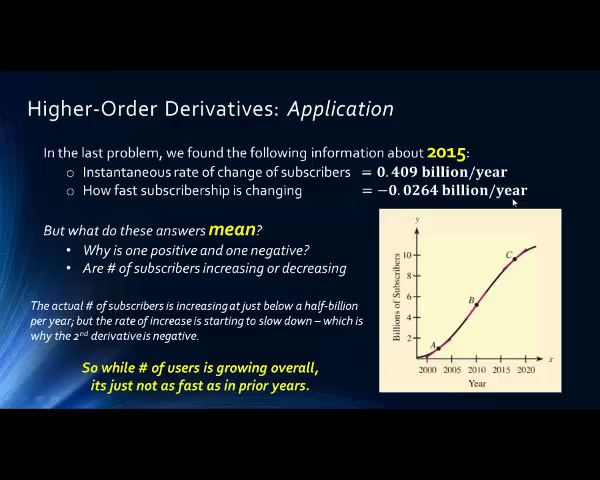 Higher-Order Derivatives: Application
In the last problem, we found the following information about 2015:
○ Instantaneous rate of change of subscribers = 0.409 billion/year
○ How fast subscribership is changing = −0.0264 billion/year
But what do these answers mean?
• Why is one positive and one negative?
• Are # of subscribers increasing or decreasing
The actual # of subscribers is increasing at just below a half-billion
per year; but the rate of increase is starting to slow down – which is
why the 2nd derivative is negative.
So while # of users is growing overall,
its just not as fast as in prior years.
y
Billions of Subscribers
10
8
6
4
2
A
B
C
2000 2005 2010 2015 2020
x
Year